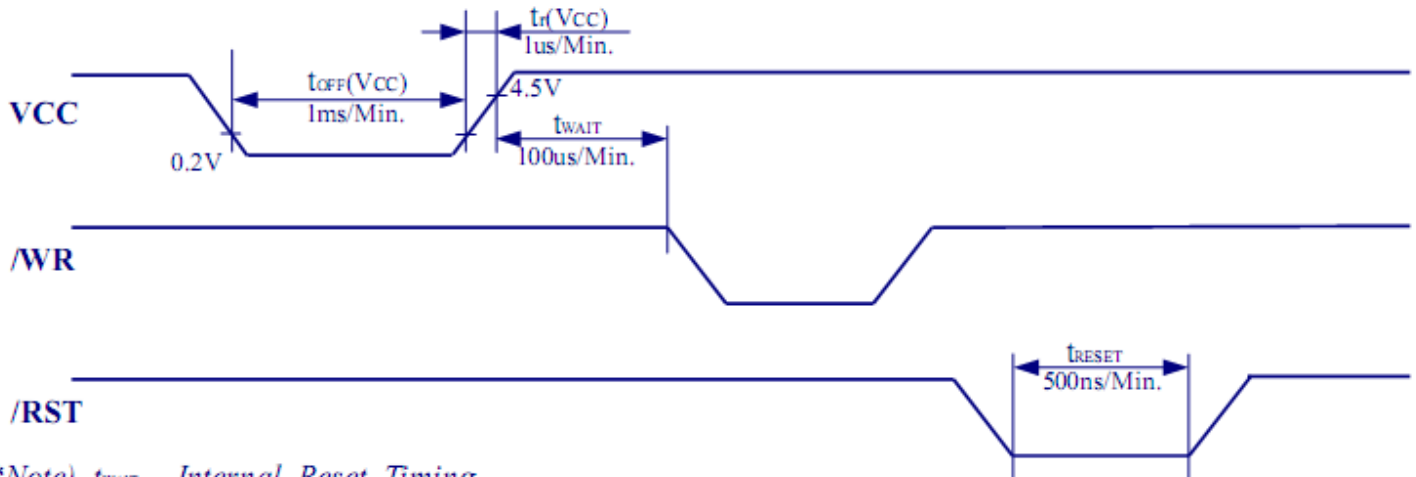 tr(VCC)
1us/Min.
tOFF(VCC)
1ms/Min.
4.5V
VCC
tWAIT
100us/Min.
0.2V
/WR
tRESET
500ns/Min.
/RST
*Note) Internal Reset Timing